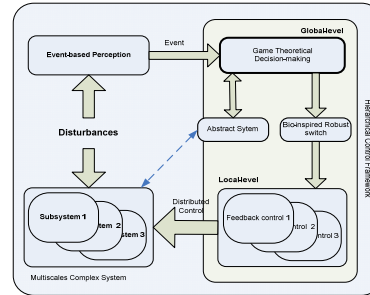 Global-level
Event-based Perception
Event
Game Theoretical
Decision-making
Disturbances
Abstract Sytem
Bio-inspired Robust
switch
Hierarchical Control Framework
Local-level
Distributed
Control
Subsystem 1
tem 2
stem 3
Feedback control 1
ntrol 2
ontrol 3
Multiscales Complex System